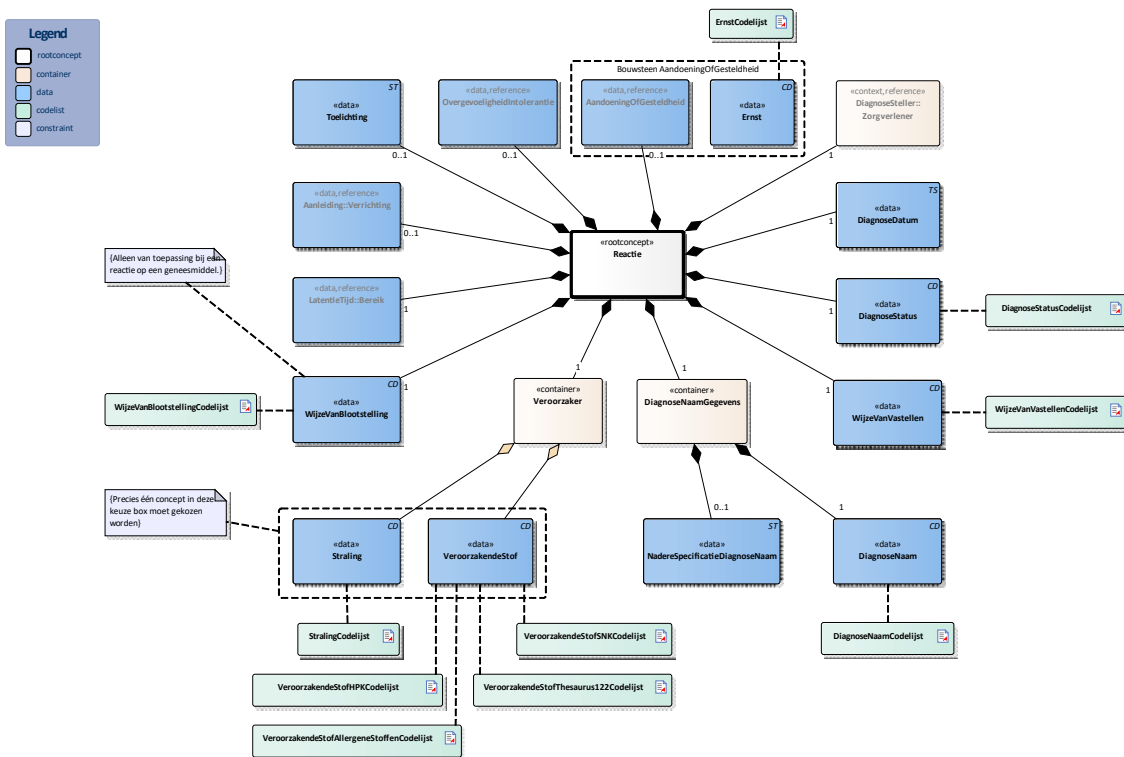 Legend
rootconcept
container
data
codelist
constraint
ErnstCodelijst
Bouwsteen AandoeningOfGesteldheid
ST
«data»
Toelichting
0..1
«data,reference»
OvergevoeligheidIntolerantie
0..1
«data,reference»
AandoeningOfGesteldheid
0..1
CD
«data»
Ernst
«context,reference»
DiagnoseSteller::
Zorgverlener
1
«data,reference»
Aanleiding::Verrichting
0..1
TS
«data»
DiagnoseDatum
1
«rootconcept»
Reactie
{Alleen van toepassing bij een
reactie op een geneesmiddel.}
«data,reference»
LatentieTijd::Bereik
1
CD
«data»
DiagnoseStatus
1
DiagnoseStatusCodelijst
WijzeVanBlootstellingCodelijst
CD
«data»
WijzeVanBlootstelling
1
1
«container»
Veroorzaker
1
«container»
DiagnoseNaamGegevens
CD
«data»
WijzeVanVastellen
1
WijzeVanVastellenCodelijst
{Precies één concept in deze
keuze box moet gekozen
worden}
CD
«data»
Straling
CD
«data»
VeroorzakendeStof
0..1
ST
«data»
NadereSpecificatieDiagnoseNaam
1
CD
«data»
DiagnoseNaam
StralingCodelijst
VeroorzakendeStofSNKCodelijst
DiagnoseNaamCodelijst
VeroorzakendeStofHPKCodelijst
VeroorzakendeStofThesaurus122Codelijst
VeroorzakendeStofAllergeneStoffenCodelijst